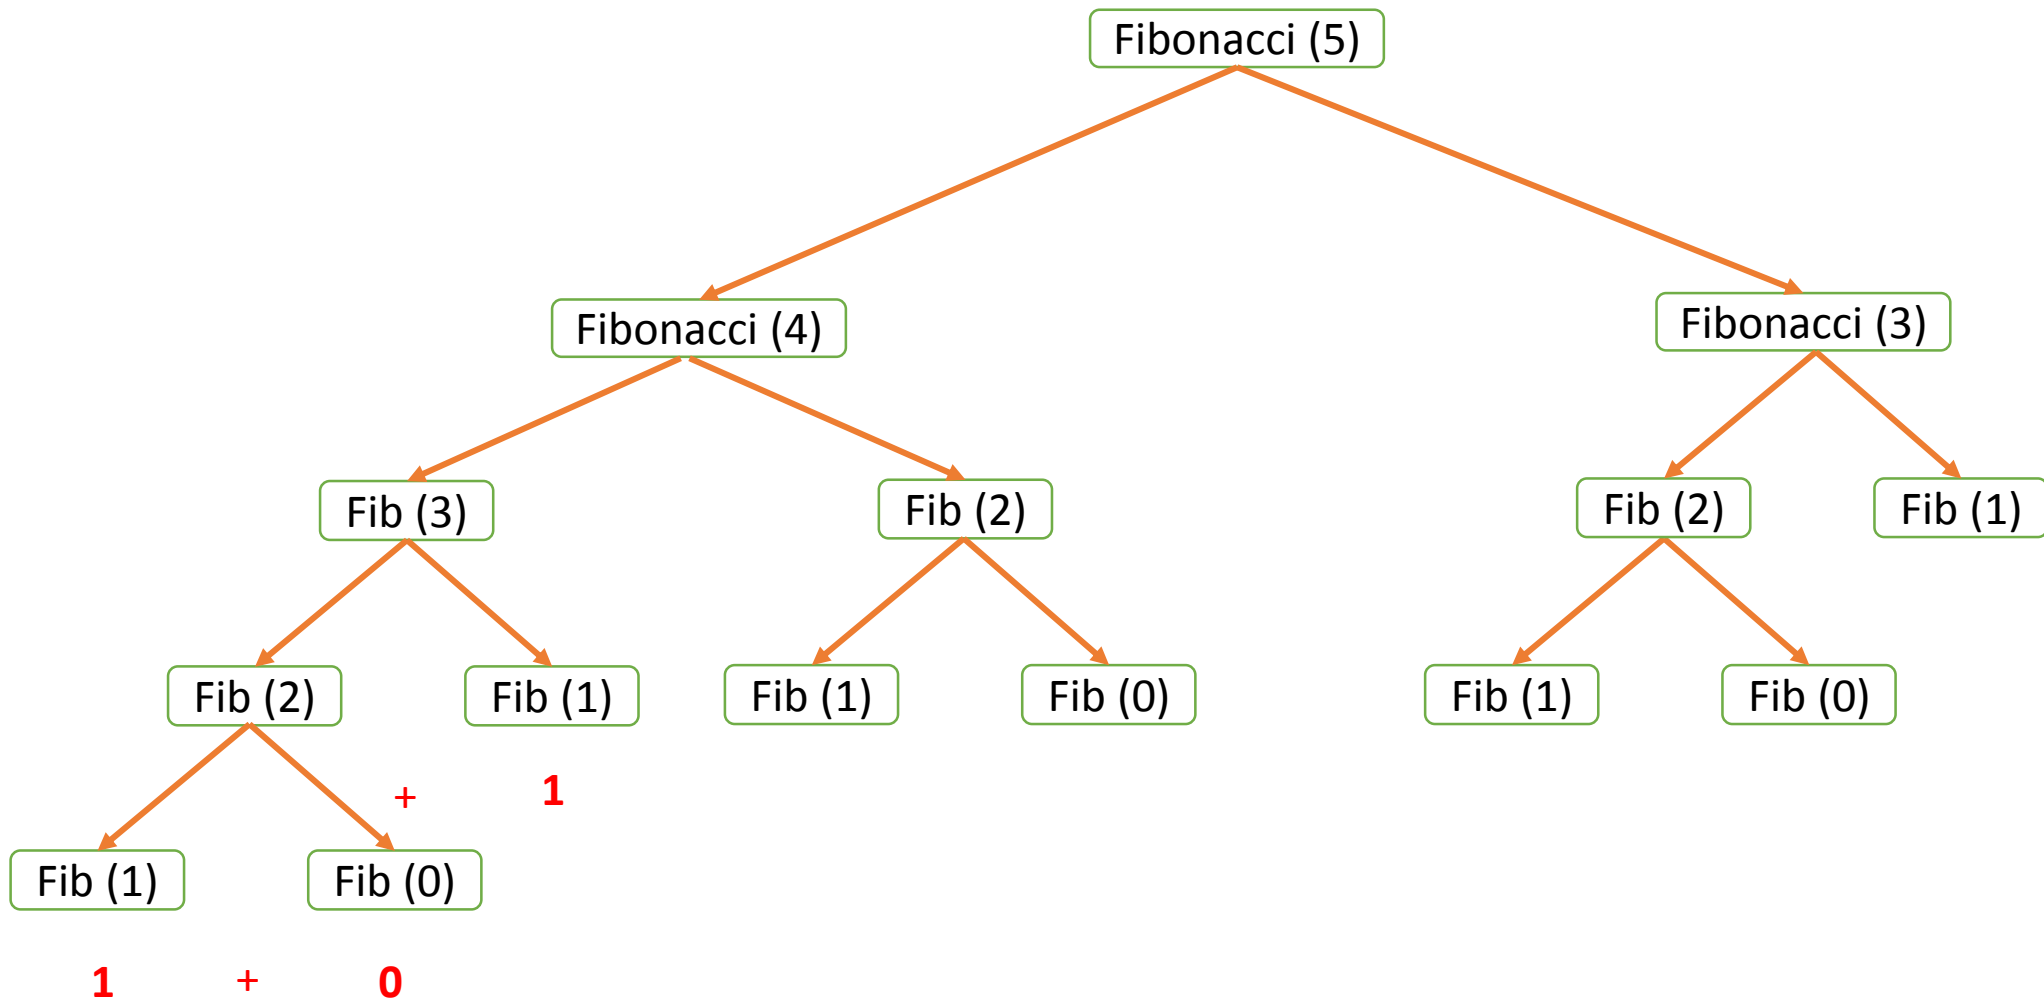 Fibonacci (5)
Fibonacci (4)
Fibonacci (3)
Fib (3)
Fib (2)
Fib (2)
Fib (1)
Fib (2)
Fib (1)
Fib (1)
Fib (0)
Fib (1)
Fib (0)
+ 1
Fib (1)
Fib (0)
1 + 0